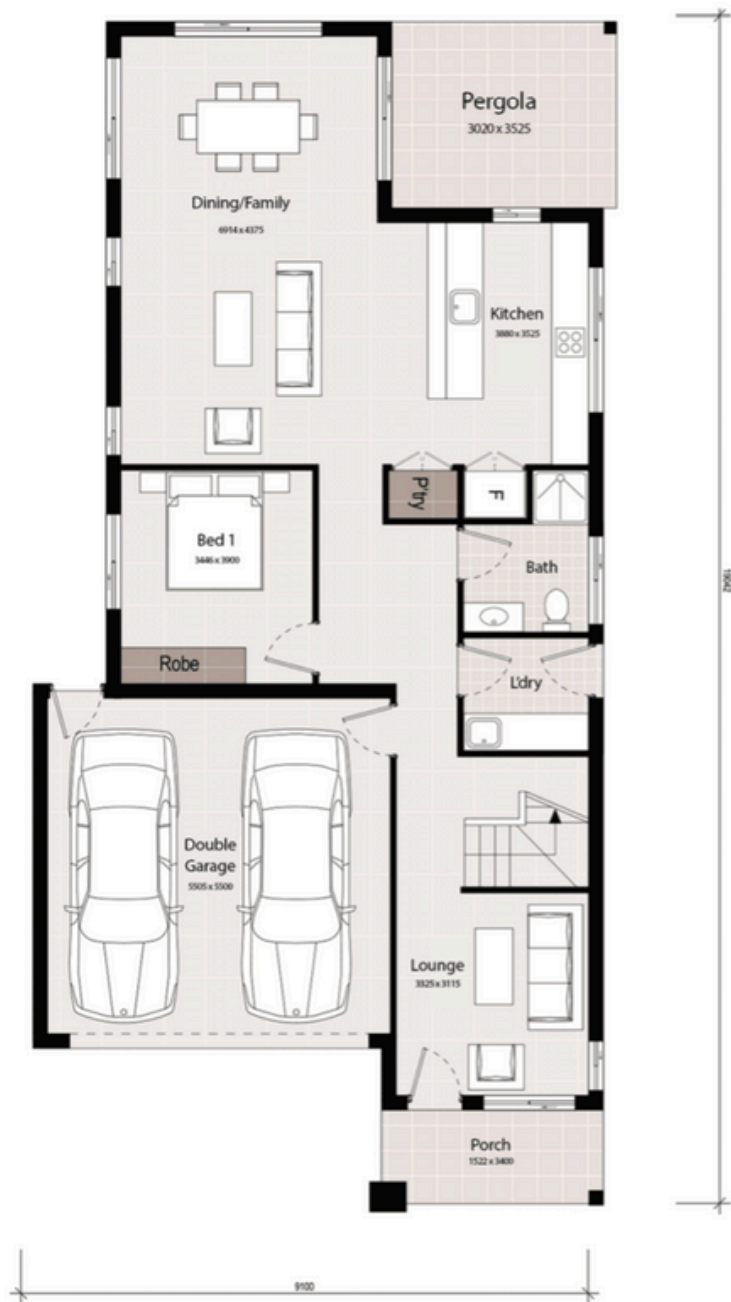 Pergola
3020 x 3525
Dining/Family
6914 x 4375
Kitchen
3880 x 3525
P'try
F
Bed 1
3446 x 3900
Bath
Robe
L'dry
Double
Garage
5505 x 5500
Lounge
3325 x 3115
Porch
1522 x 3400
19042
9100